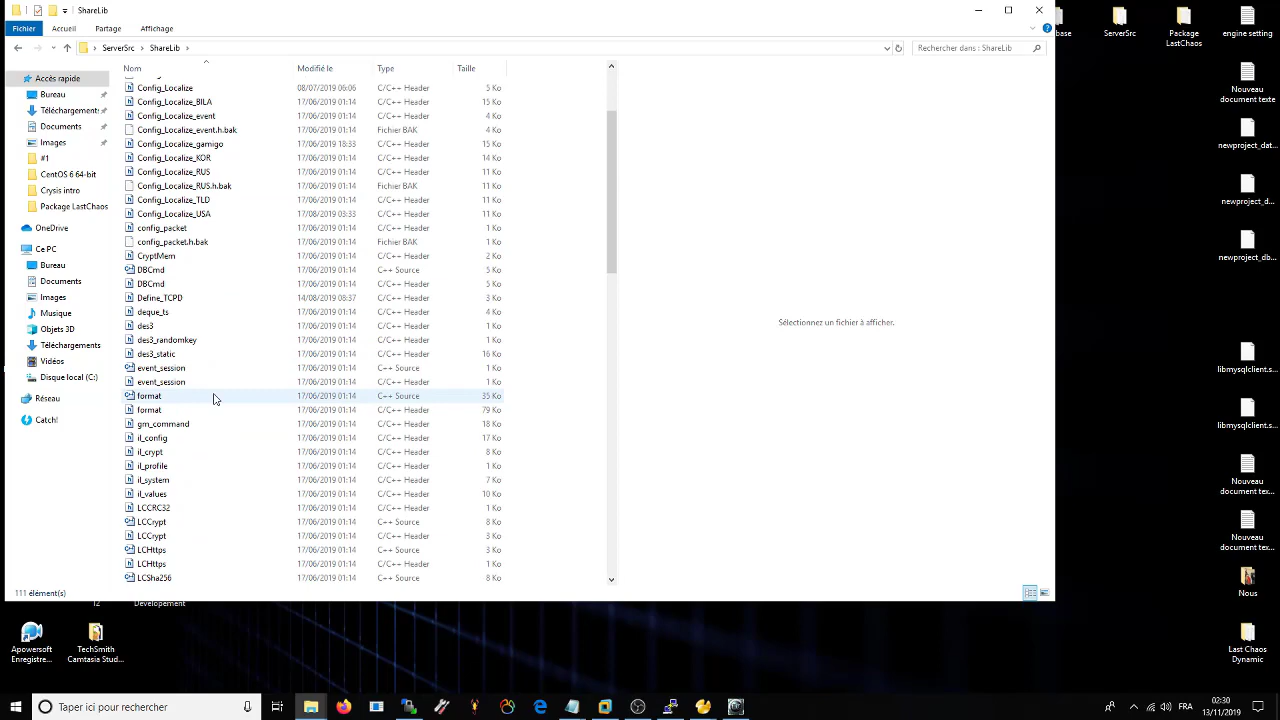 ShareLib
Fichier Accueil Partage Affichage
ServerSrc ShareLib
Rechercher dans : ShareLib
Nom Modifié le Type Taille
Accès rapide
Bureau
Téléchargements
Documents
Images
#1
CentOS 6 64-bit
Crysis intro
Package LastChaos
OneDrive
Ce PC
Bureau
Documents
Images
Musique
Objets 3D
Téléchargements
Vidéos
Disque local (C:)
Réseau
Catch!
Config_Localize 08/07/2019 06:06 C/C++ Header 5 Ko
Config_Localize_BILA 17/06/2019 01:14 C/C++ Header 15 Ko
Config_Localize_event 17/06/2019 01:14 C/C++ Header 4 Ko
Config_Localize_event.h.bak 17/06/2019 01:14 Fichier BAK 4 Ko
Config_Localize_gamigo 17/06/2019 18:33 C/C++ Header 15 Ko
Config_Localize_KOR 17/06/2019 01:14 C/C++ Header 14 Ko
Config_Localize_RUS 17/06/2019 01:14 C/C++ Header 11 Ko
Config_Localize_RUS.h.bak 17/06/2019 01:14 Fichier BAK 11 Ko
Config_Localize_TLD 17/06/2019 01:14 C/C++ Header 11 Ko
Config_Localize_USA 17/08/2019 03:33 C/C++ Header 11 Ko
config_packet 17/06/2019 01:14 C/C++ Header 1 Ko
config_packet.h.bak 17/06/2019 01:14 Fichier BAK 1 Ko
CryptMem 17/06/2019 01:14 C/C++ Header 2 Ko
DBCmd 17/06/2019 01:14 C++ Source 5 Ko
DBCmd 17/06/2019 01:14 C/C++ Header 5 Ko
Define_TCPD 14/08/2019 08:37 C/C++ Header 3 Ko
deque_ts 17/06/2019 01:14 C/C++ Header 4 Ko
des3 17/06/2019 01:14 C/C++ Header 1 Ko
des3_randomkey 17/06/2019 01:14 C/C++ Header 1 Ko
des3_static 17/06/2019 01:14 C/C++ Header 16 Ko
event_session 17/06/2019 01:14 C++ Source 1 Ko
event_session 17/06/2019 01:14 C/C++ Header 1 Ko
format 17/06/2019 01:14 C++ Source 35 Ko
format 17/06/2019 01:14 C/C++ Header 79 Ko
gm_command 17/06/2019 01:14 C/C++ Header 18 Ko
il_config 17/06/2019 01:14 C/C++ Header 17 Ko
il_crypt 17/06/2019 01:14 C/C++ Header 8 Ko
il_profile 17/06/2019 01:14 C/C++ Header 1 Ko
il_system 17/06/2019 01:14 C/C++ Header 7 Ko
il_values 17/06/2019 01:14 C/C++ Header 10 Ko
LCCRC32 17/06/2019 01:14 C/C++ Header 1 Ko
LCCrypt 17/06/2019 01:14 C++ Source 8 Ko
LCCrypt 17/06/2019 01:14 C/C++ Header 3 Ko
LCHttps 17/06/2019 01:14 C++ Source 3 Ko
LCHttps 17/06/2019 01:14 C/C++ Header 1 Ko
LCSha256 17/06/2019 01:14 C++ Source 8 Ko
Sélectionnez un fichier à afficher.
111 élément(s)
base
ServerSrc
Package
LastChaos
engine setting
Nouveau
document texte
newproject_dat...
newproject_d...
newproject_db...
libmysqlclient.s...
libmysqlclient.s...
Nouveau
document tex...
Nouveau
document tex...
Nous
Last Chaos
Dynamic
12
Developement
Apowersoft
Enregistre...
TechSmith
Camtasia Stud...
Taper ici pour rechercher
FRA
02:30
13/11/2019